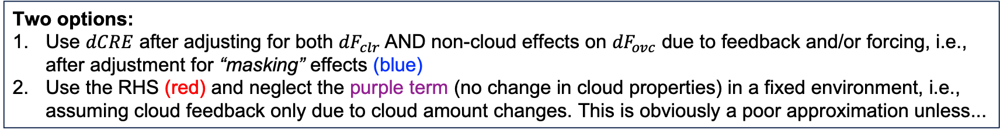 Two options:
1. Use dCRE after adjusting for both dF_clr AND non-cloud effects on dF_ovc due to feedback and/or forcing, i.e.,
after adjustment for “masking” effects (blue)
2. Use the RHS (red) and neglect the purple term (no change in cloud properties) in a fixed environment, i.e.,
assuming cloud feedback only due to cloud amount changes. This is obviously a poor approximation unless...